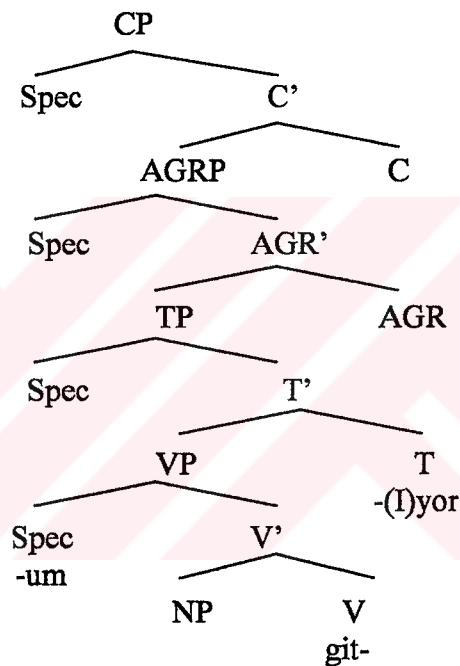 CP
Spec C’
AGRP C
Spec AGR’
TP AGR
Spec T’
VP T
-(I)yor
Spec V’
-um
NP V
git-